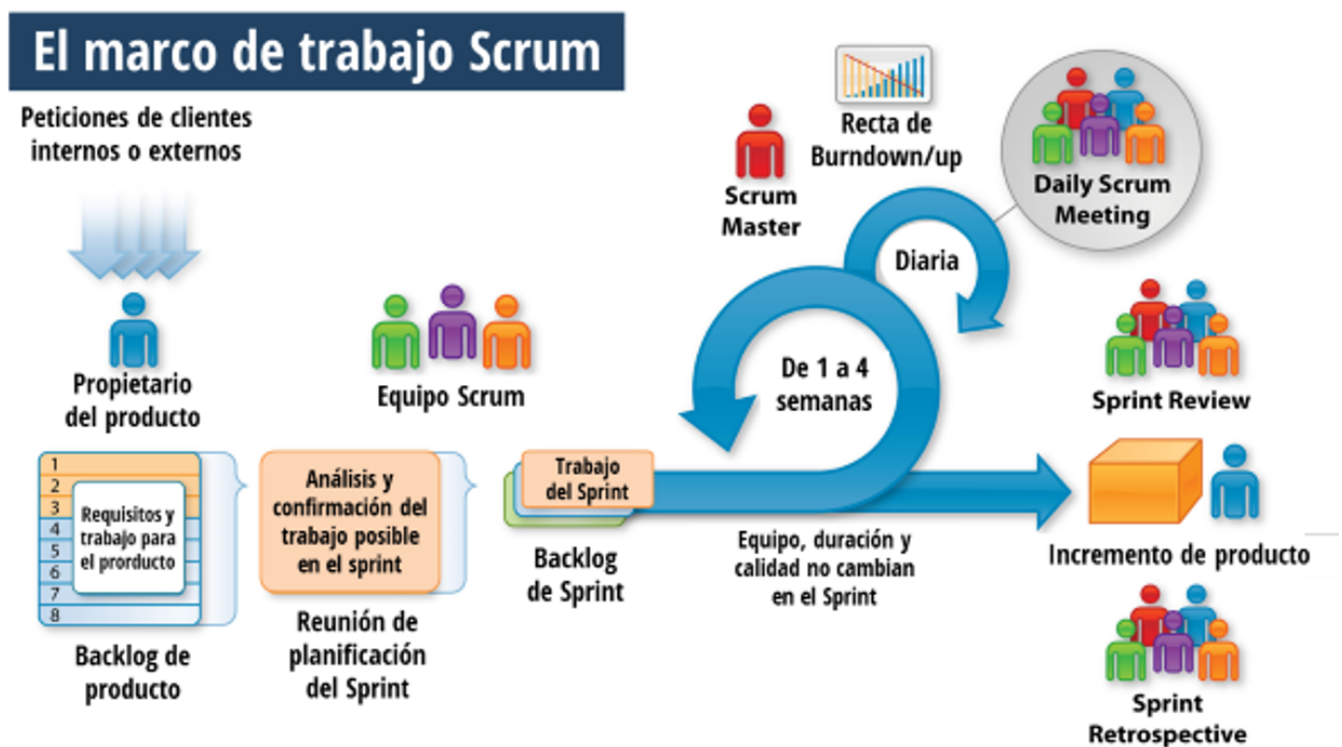 El marco de trabajo Scrum
Peticiones de clientes
internos o externos
Propietario
del producto
1
2
3
4
5
6
7
8
Requisitos y
trabajo para
el prorducto
Backlog de
producto
Equipo Scrum
Análisis y
confirmación del
trabajo posible
en el sprint
Reunión de
planificación
del Sprint
Trabajo
del Sprint
Backlog
de Sprint
Scrum
Master
Recta de
Burndown/up
Daily Scrum
Meeting
Diaria
De 1 a 4
semanas
Equipo, duración y
calidad no cambian
en el Sprint
Sprint Review
Incremento de producto
Sprint
Retrospective